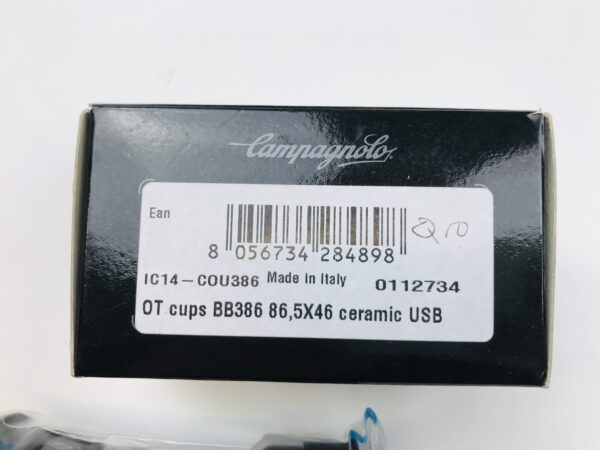 Campagnolo
Ean
8 056734 284898
IC14-COU386 Made in Italy 0112734
OT cups BB386 86,5X46 ceramic USB